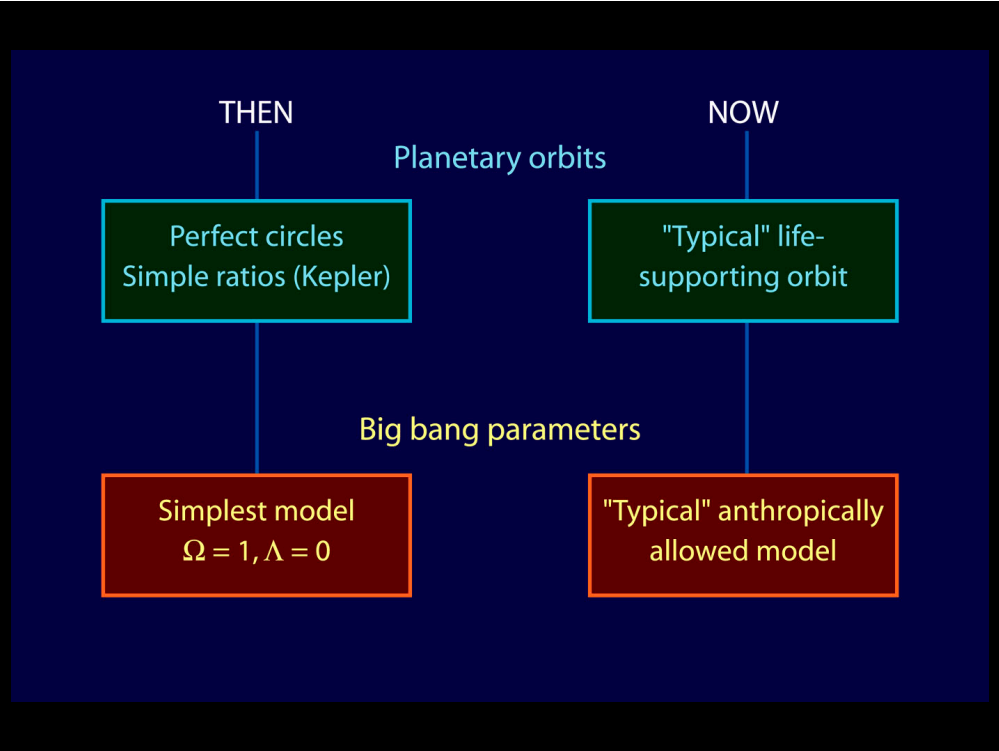 THEN
NOW
Planetary orbits
Perfect circles
Simple ratios (Kepler)
"Typical" life-
supporting orbit
Big bang parameters
Simplest model
Ω = 1, Λ = 0
"Typical" anthropically
allowed model